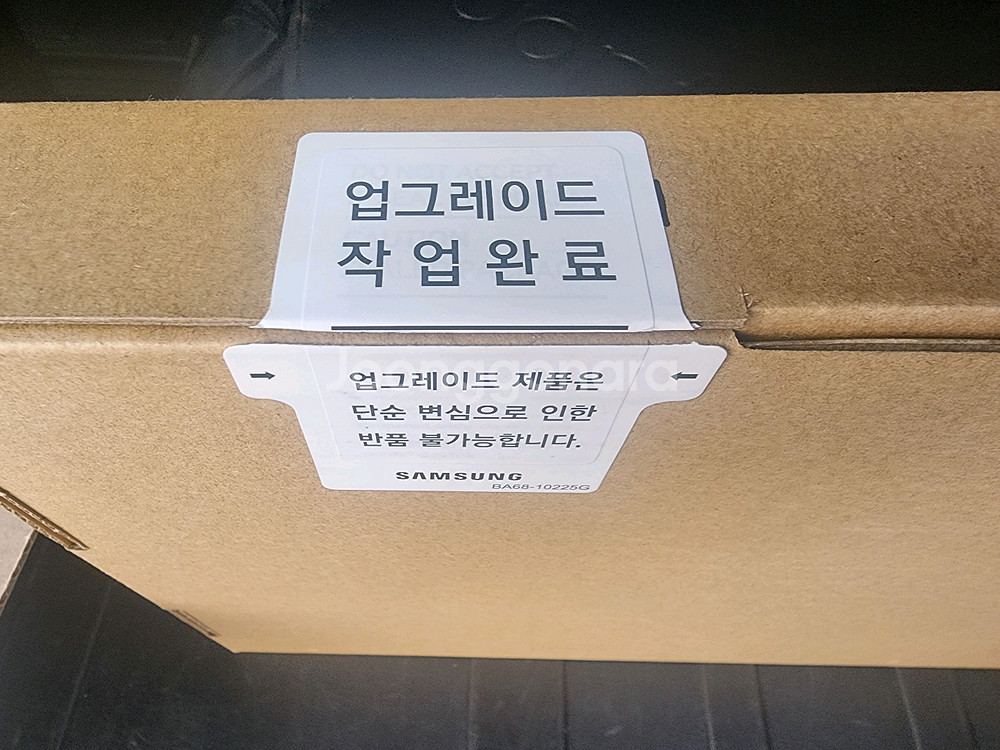 업그레이드
작업완료
➡ Joonggonara ⬅
업그레이드 제품은
단순 변심으로 인한
반품 불가능합니다.
SAMSUNG
BA68-10225G